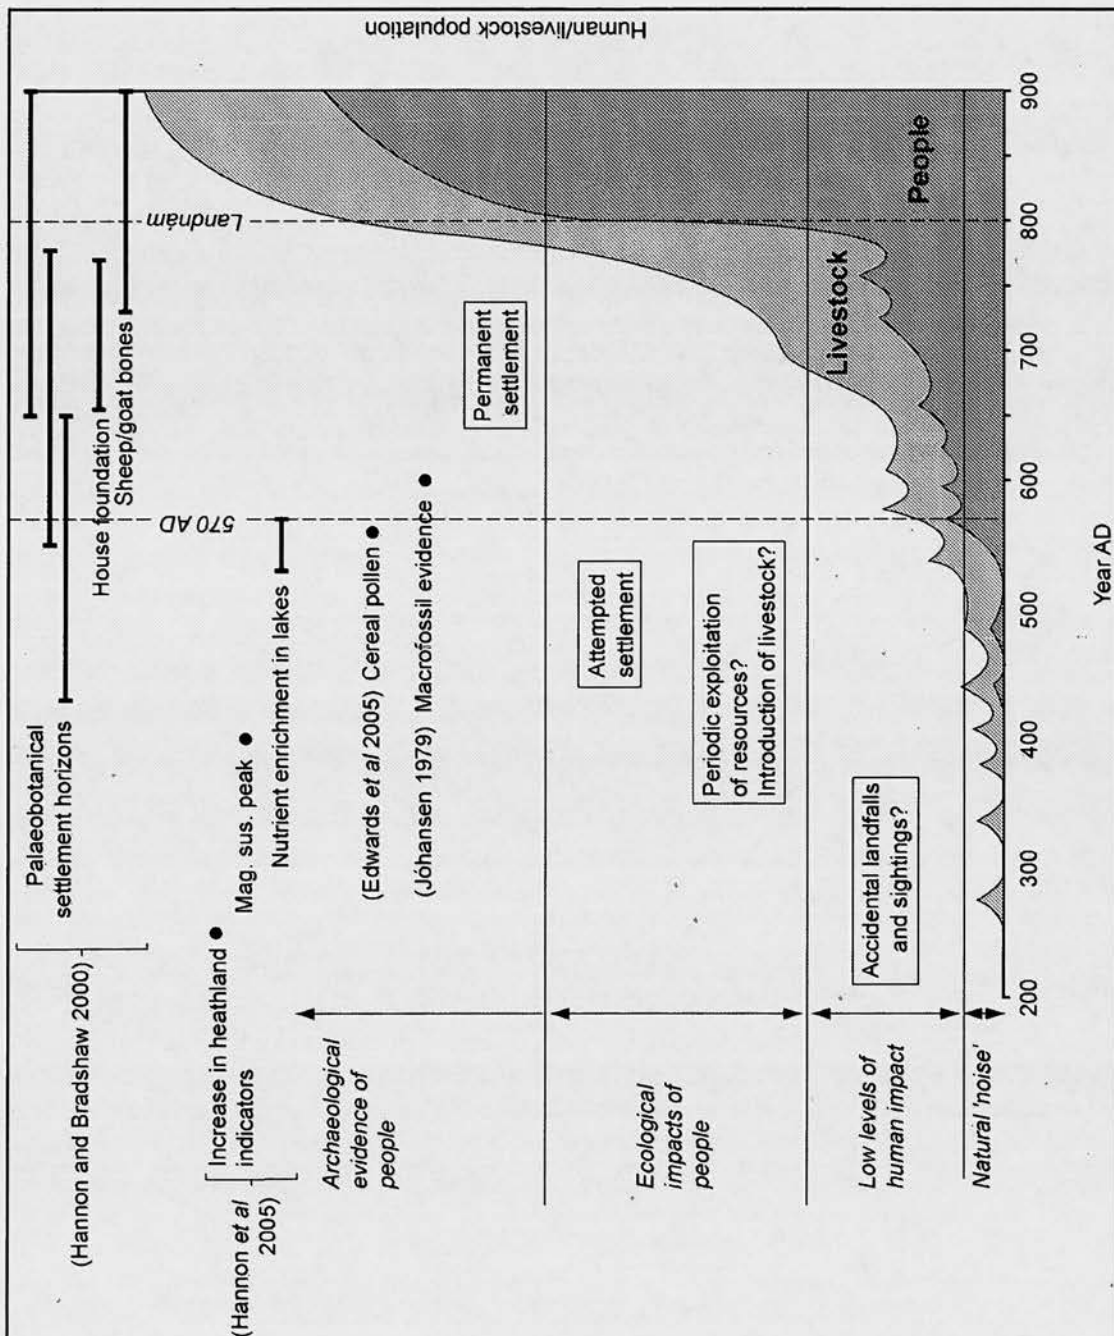 Palaeobotanical
settlement horizons
(Hannon and Bradshaw 2000)
House foundation
Sheep/goat bones
Increase in heathland
indicators
(Hannon et al
2005)
Mag. sus. peak
Nutrient enrichment in lakes
570 AD
Landnám
(Edwards et al 2005) Cereal pollen
(Jóhansen 1979) Macrofossil evidence
Archaeological
evidence of
people
Permanent
settlement
Attempted
settlement
Ecological
impacts of
people
Periodic exploitation
of resources?
Introduction of livestock?
Low levels of
human impact
Accidental landfalls
and sightings?
Livestock
People
Natural 'noise'
200
300
400
500
600
700
800
900
Year AD
Human/livestock population